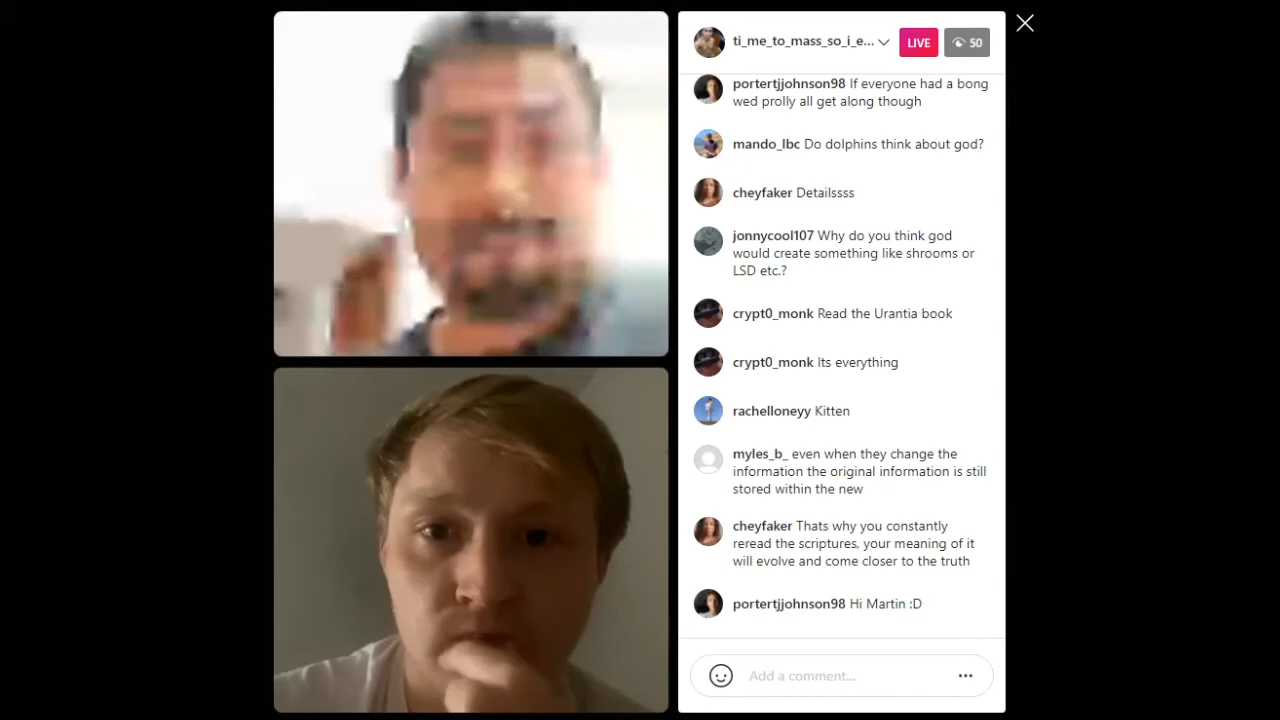 ti_me_to_mass_so_i_e...
LIVE
50
portertjjohnson98 If everyone had a bong
wed prolly all get along though
mando_lbc Do dolphins think about god?
cheyfaker Detailssss
jonnycool107 Why do you think god
would create something like shrooms or
LSD etc.?
crypt0_monk Read the Urantia book
crypt0_monk Its everything
rachelloneyy Kitten
myles_b_ even when they change the
information the original information is still
stored within the new
cheyfaker Thats why you constantly
reread the scriptures, your meaning of it
will evolve and come closer to the truth
portertjjohnson98 Hi Martin :D
Add a comment...